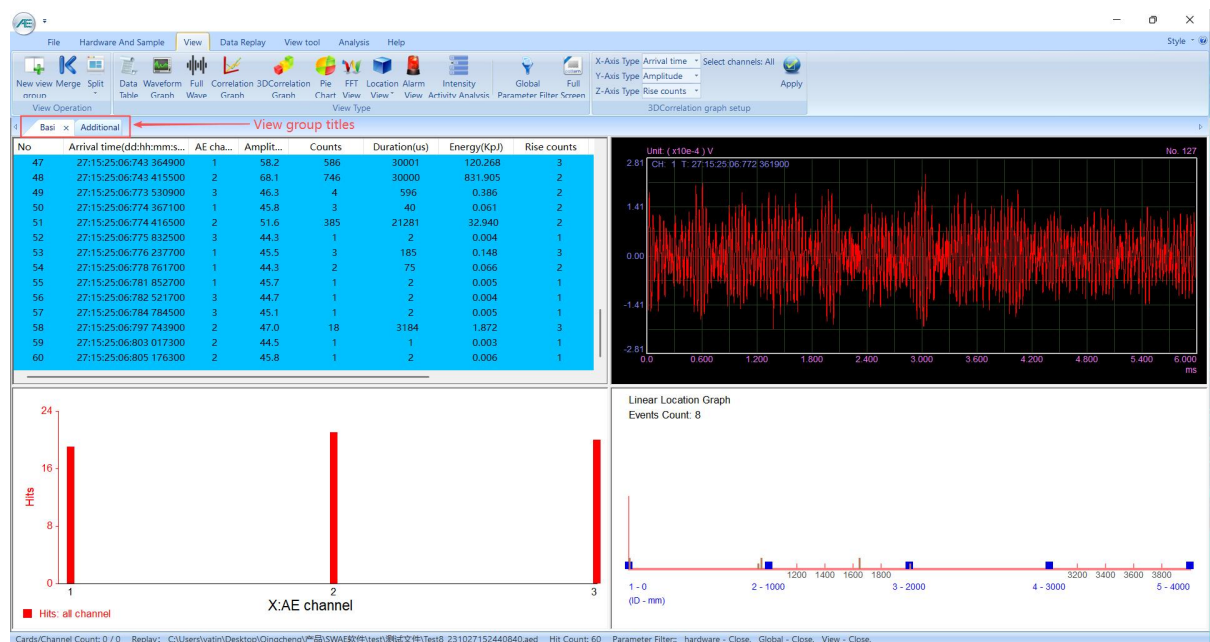 AE
File Hardware And Sample View Data Replay View tool Analysis Help Style
New view group Merge Split Data Table Waveform Graph Full Wave Correlation Graph 3DCorrelation Graph Pie Chart FFT View Location View Alarm View Intensity Activity Analysis Global Parameter Filter Full Screen
X-Axis Type Arrival time Select channels: All
Y-Axis Type Amplitude Apply
Z-Axis Type Rise counts
View Operation View Type 3DCorrelation graph setup
Basi × Additional View group titles
No Arrival time(dd:hh:mm:s... AE cha... Amplit... Counts Duration(us) Energy(KpJ) Rise counts
47 27:15:25:06:743 364900 1 58.2 586 30001 120.268 3
48 27:15:25:06:743 415500 2 68.1 746 30000 831.905 2
49 27:15:25:06:773 530900 3 46.3 4 596 0.386 2
50 27:15:25:06:774 367100 1 45.8 3 40 0.061 2
51 27:15:25:06:774 416500 2 51.6 385 21281 32.940 2
52 27:15:25:06:775 832500 3 44.3 1 2 0.004 1
53 27:15:25:06:776 237700 1 45.5 3 185 0.148 3
54 27:15:25:06:778 761700 1 44.3 2 75 0.066 2
55 27:15:25:06:781 852700 1 45.7 1 2 0.005 1
56 27:15:25:06:782 521700 3 44.7 1 2 0.004 1
57 27:15:25:06:784 784500 3 45.1 1 2 0.005 1
58 27:15:25:06:797 743900 2 47.0 18 3184 1.872 3
59 27:15:25:06:803 017300 2 44.5 1 1 0.003 1
60 27:15:25:06:805 176300 2 45.8 1 2 0.006 1
Unit: ( x10e-4 ) V No. 127
CH: 1 T: 27:15:25:06:772 361900
2.81
1.41
0.00
-1.41
-2.81
0.0 0.600 1.200 1.800 2.400 3.000 3.600 4.200 4.800 5.400 6.000
ms
24
16
8
0
Hits
1 2 3
X:AE channel
Hits: all channel
Linear Location Graph
Events Count: 8
1200 1400 1600 1800 3200 3400 3600 3800
1 - 0 2 - 1000 3 - 2000 4 - 3000 5 - 4000
(ID - mm)
Cards/Channel Count: 0 / 0 Replay: C:\Users\yatin\Desktop\Qingcheng\产品\SWAE软件\test\测试文件\Test8_231027152440840.aed Hit Count: 60 Parameter Filter: hardware - Close, Global - Close, View - Close.